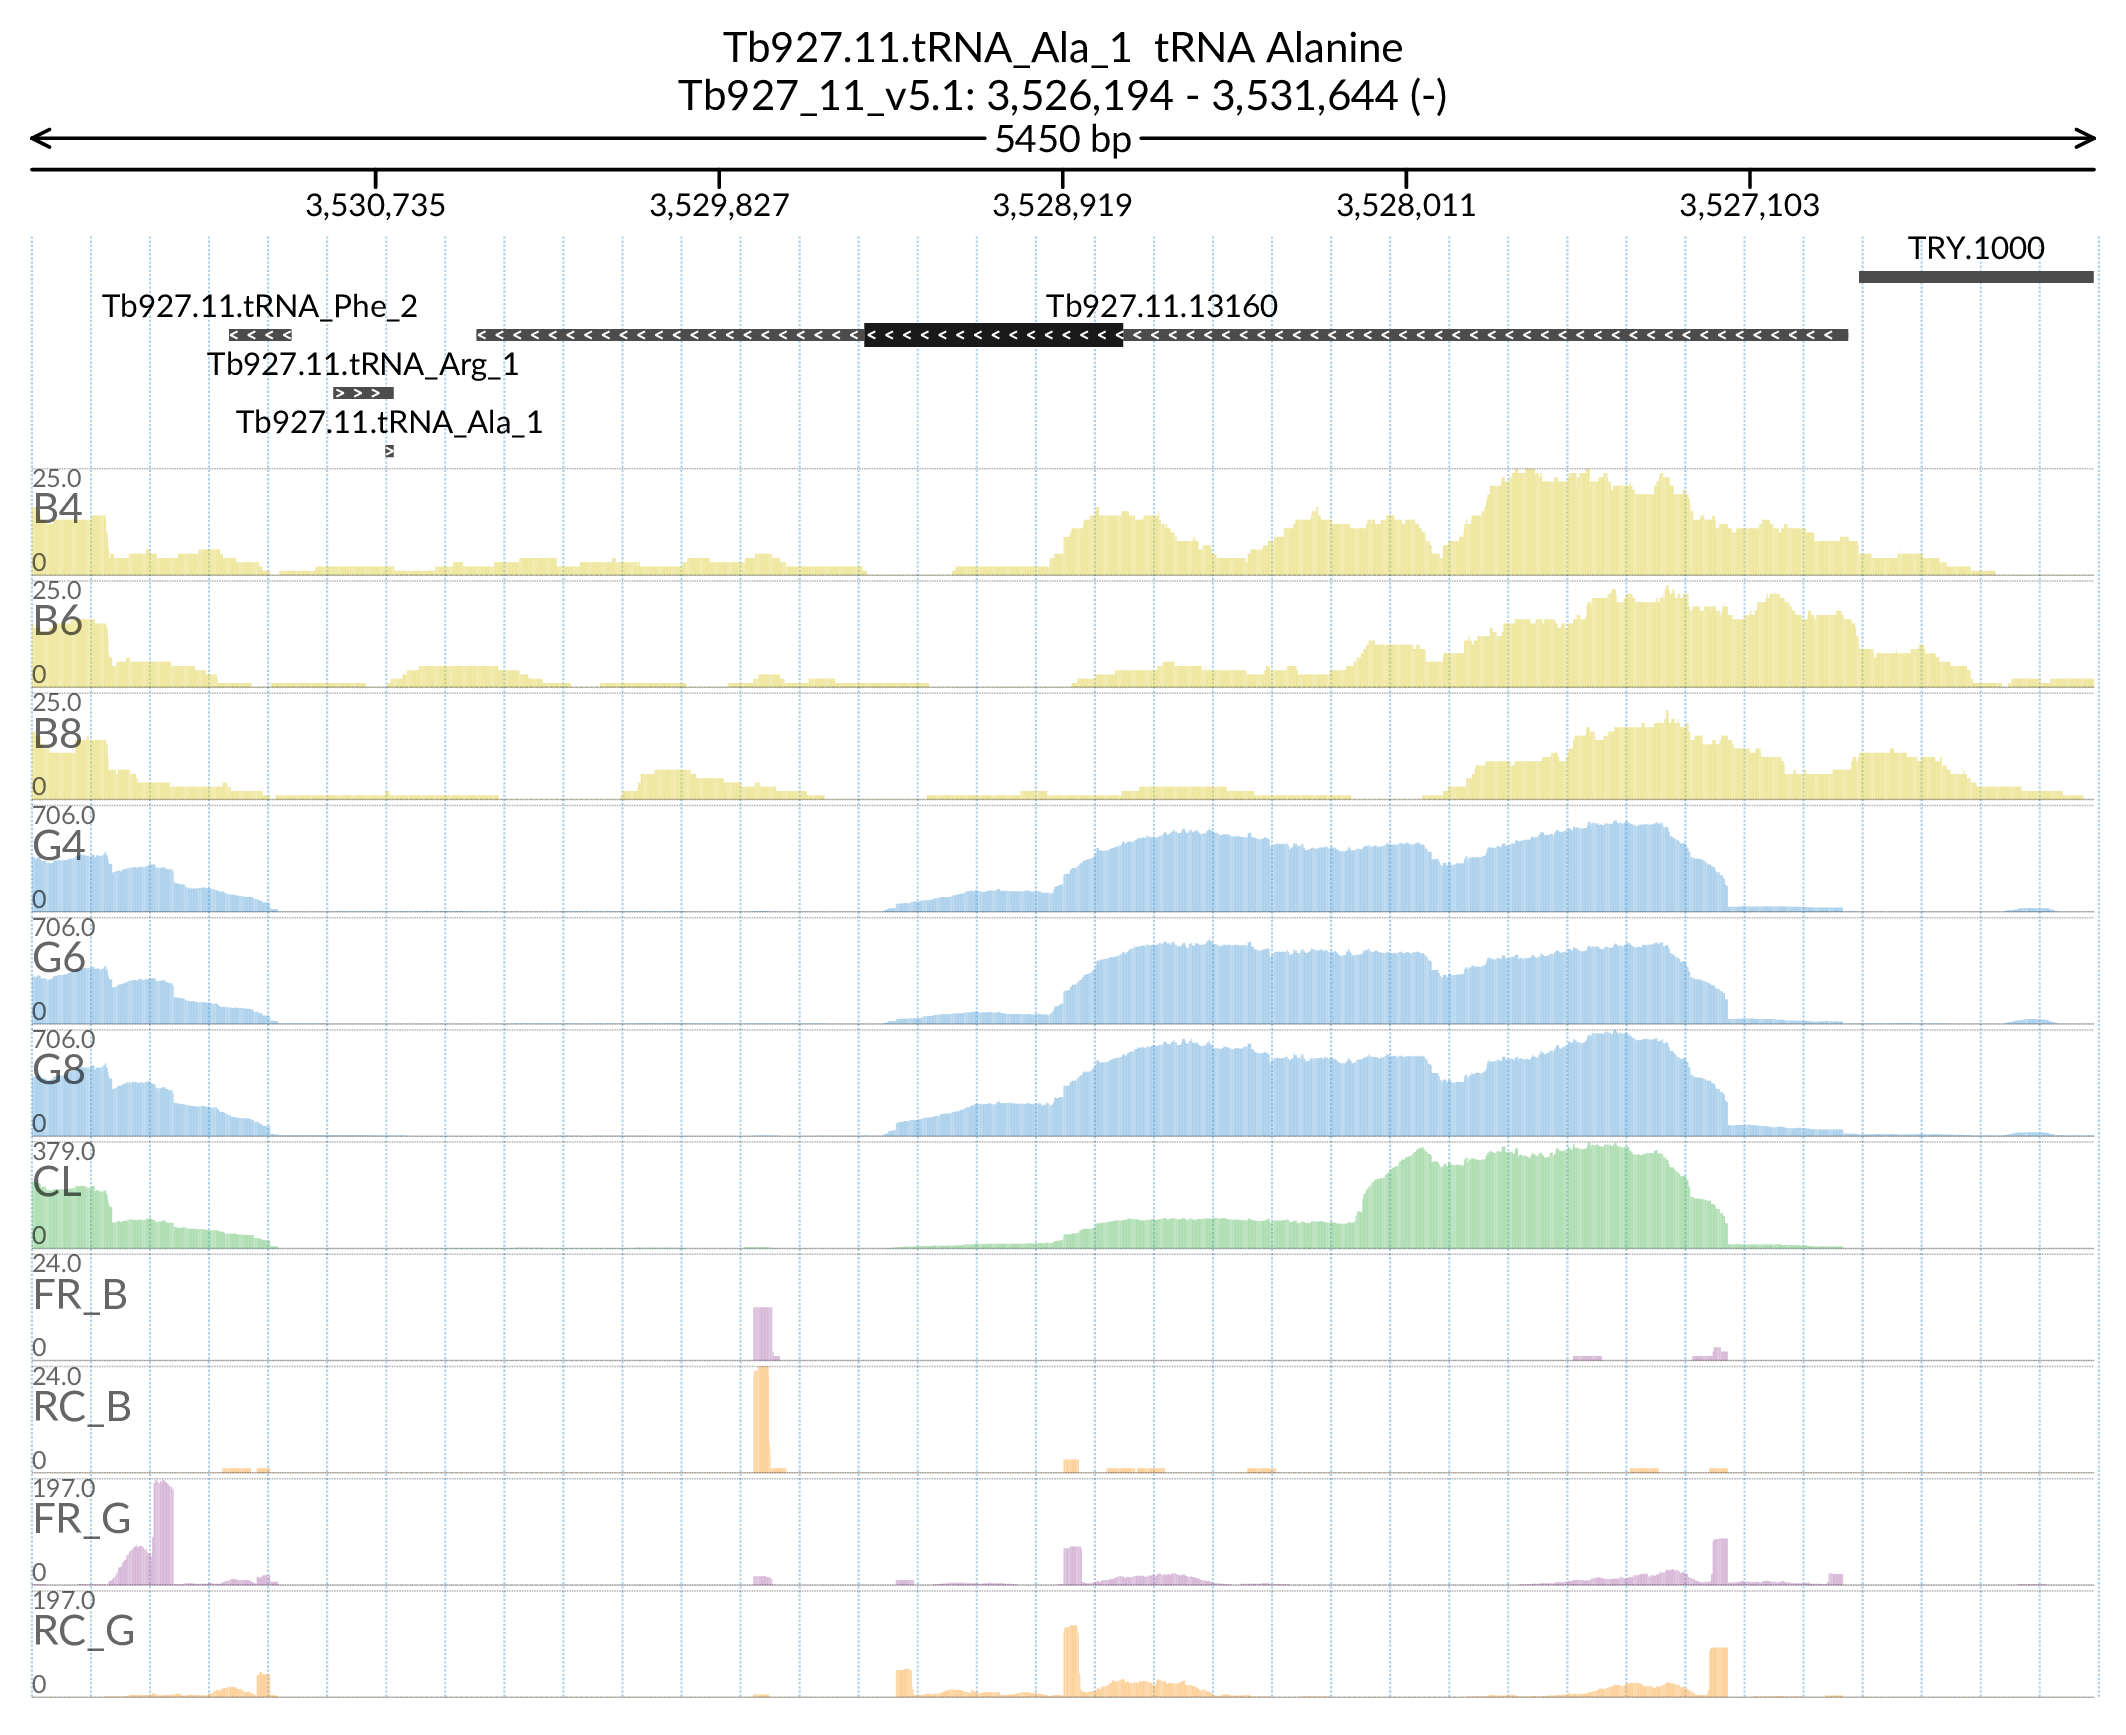 Tb927.11.tRNA_Ala_1 tRNA Alanine
Tb927_11_v5.1: 3,526,194 - 3,531,644 (-)
5450 bp
3,530,735 3,529,827 3,528,919 3,528,011 3,527,103
TRY.1000
Tb927.11.tRNA_Phe_2 Tb927.11.13160
Tb927.11.tRNA_Arg_1
Tb927.11.tRNA_Ala_1
25.0
B4
0
25.0
B6
0
25.0
B8
0
706.0
G4
0
706.0
G6
0
706.0
G8
0
379.0
CL
0
24.0
FR_B
0
24.0
RC_B
0
197.0
FR_G
0
197.0
RC_G
0